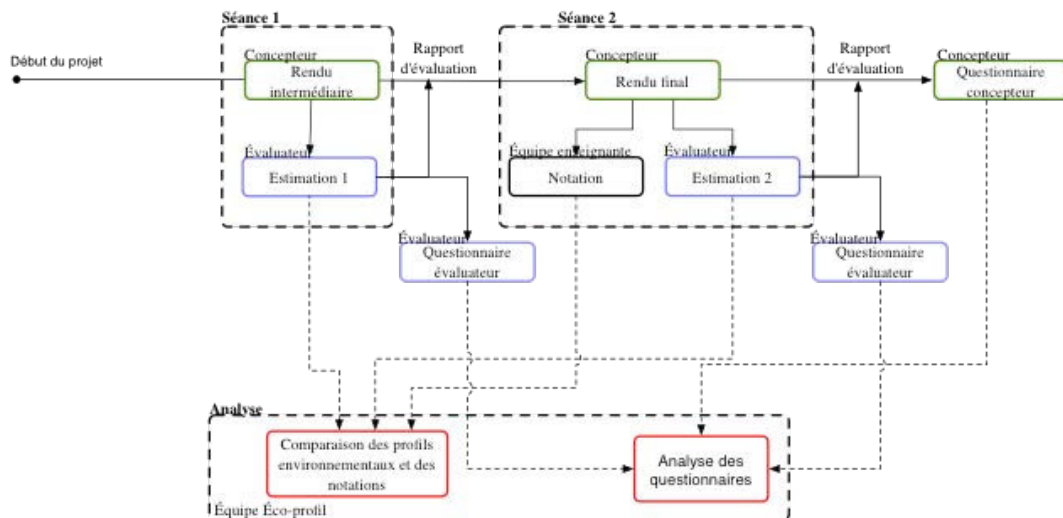 Séance 1
Séance 2
Début du projet
Concepteur
Rendu
intermédiaire
Rapport
d'évaluation
Concepteur
Rendu final
Rapport
d'évaluation
Concepteur
Questionnaire
concepteur
Évaluateur
Estimation 1
Équipe enseignante
Notation
Évaluateur
Estimation 2
Évaluateur
Questionnaire
évaluateur
Évaluateur
Questionnaire
évaluateur
Analyse
Comparaison des profils
environnementaux et des
notations
Analyse des
questionnaires
Équipe Éco-profil